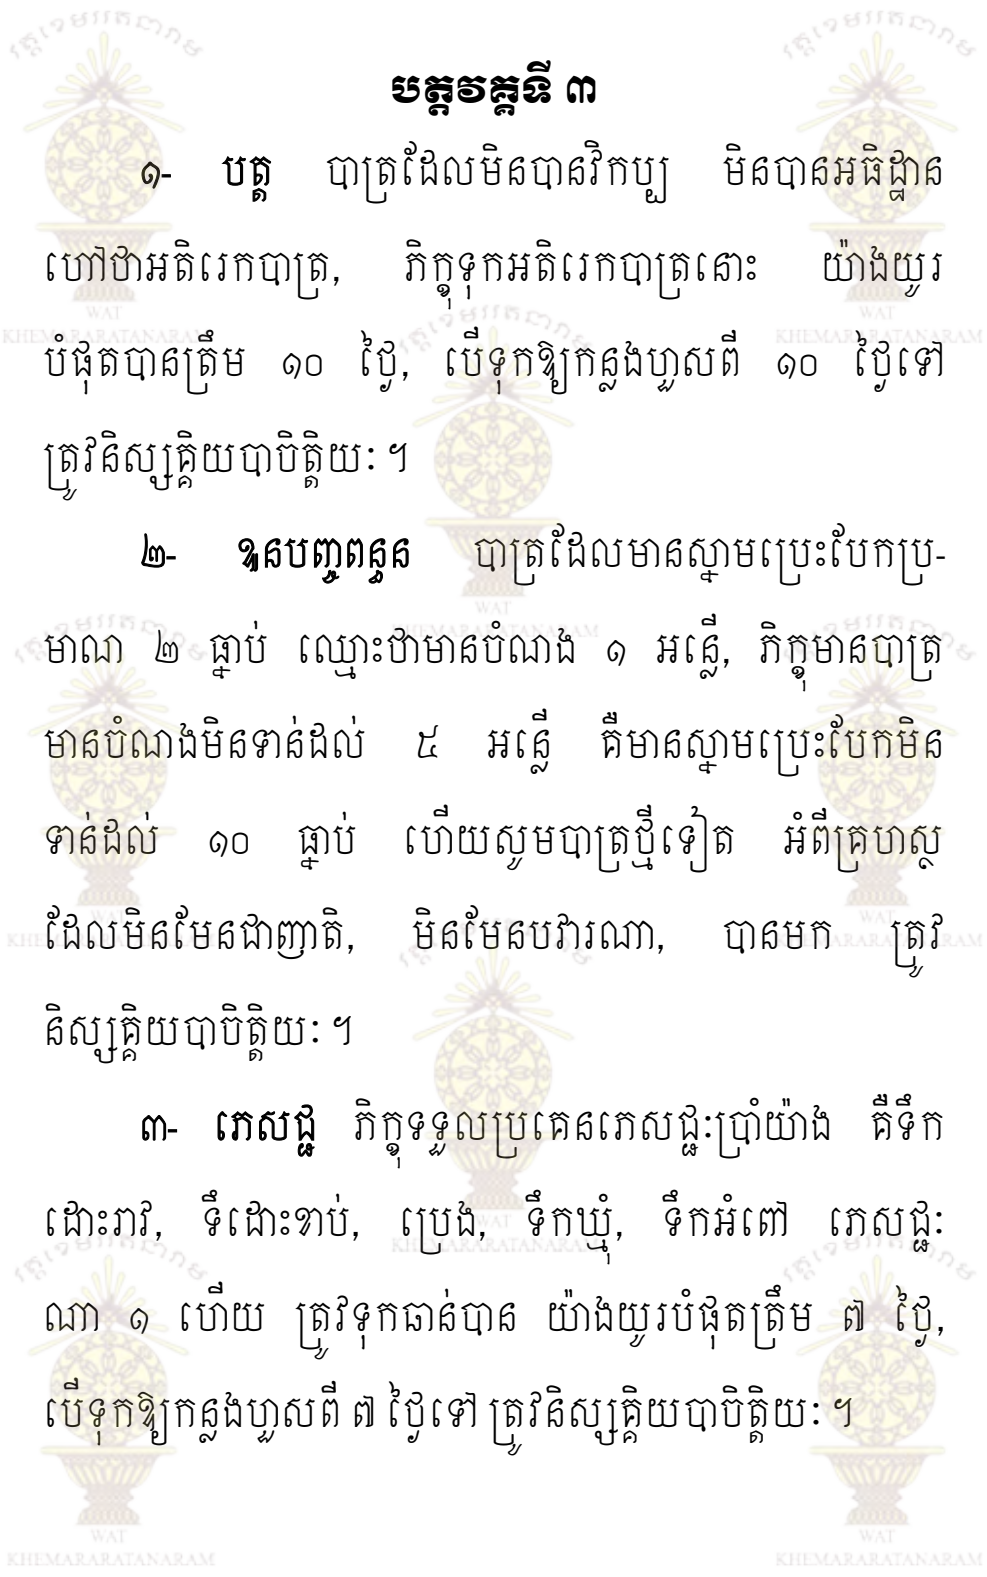 បត្តវគ្គទី ៣
១- បត្ត បាត្រដែលមិនបានវិកប្ប មិនបានអធិដ្ឋាន
ហៅថាអតិរេកបាត្រ, ភិក្ខុទុកអតិរេកបាត្រនោះ យ៉ាងយូរ
បំផុតបានត្រឹម ១០ ថ្ងៃ, បើទុកឱ្យកន្លងហួសពី ១០ ថ្ងៃទៅ
ត្រូវនិស្សគ្គិយបាចិត្តិយៈ ។
២- ឩនបញ្ចពន្ធន បាត្រដែលមានស្នាមប្រេះបែកប្រ-
មាណ ២ ធ្នាប់ ឈ្មោះថាមានបំណង ១ អន្លើ, ភិក្ខុមានបាត្រ
មានបំណងមិនទាន់ដល់ ៥ អន្លើ គឺមានស្នាមប្រេះបែកមិន
ទាន់ដល់ ១០ ធ្នាប់ ហើយសូមបាត្រថ្មីទៀត អំពីគ្រហស្ថ
ដែលមិនមែនជាញាតិ, មិនមែនបវារណា, បានមក ត្រូវ
និស្សគ្គិយបាចិត្តិយៈ ។
៣- ភេសជ្ជ ភិក្ខុទទួលប្រគេនភេសជ្ជៈប្រាំយ៉ាង គឺទឹក
ដោះរាវ, ទឹដោះខាប់, ប្រេង, ទឹកឃ្មុំ, ទឹកអំពៅ ភេសជ្ជៈ
ណា ១ ហើយ ត្រូវទុកឆាន់បាន យ៉ាងយូរបំផុតត្រឹម ៧ ថ្ងៃ,
បើទុកឱ្យកន្លងហួសពី ៧ ថ្ងៃទៅ ត្រូវនិស្សគ្គិយបាចិត្តិយៈ ។
WAT
KHEMARARATANARAM